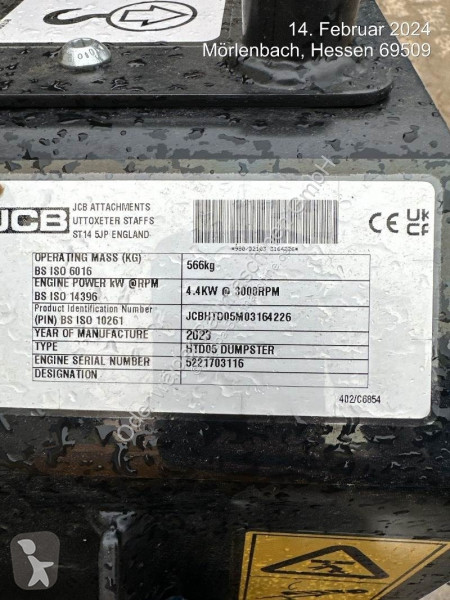 14. Februar 2024
Mörlenbach, Hessen 69509
JCB
JCB ATTACHMENTS
UTTOXETER STAFFS
ST14 5JP ENGLAND
CE UK CA
OPERATING MASS (KG)
BS ISO 6016
566kg
ENGINE POWER kW @RPM
BS ISO 14396
4.4KW @ 3000RPM
Product Identification Number
(PIN) BS ISO 10261
JCBHTD05M03164226
YEAR OF MANUFACTURE
2023
TYPE
HTD05 DUMPSTER
ENGINE SERIAL NUMBER
5221703116
DESIGNATION
402/C6854